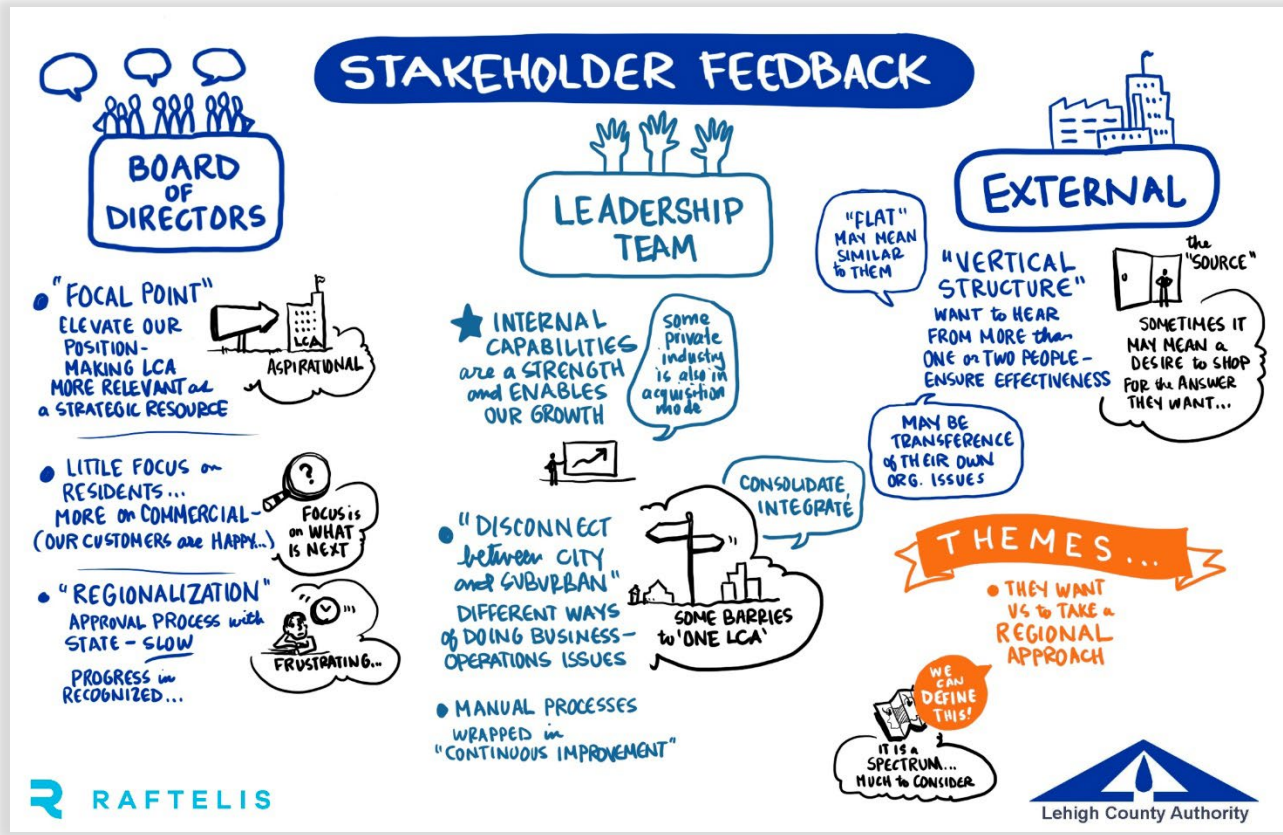 STAKEHOLDER FEEDBACK
BOARD
OF
DIRECTORS
"FOCAL POINT"
ELEVATE OUR
POSITION-
MAKING LCA
MORE RELEVANT as
a STRATEGIC RESOURCE
LCA
ASPIRATIONAL
LITTLE FOCUS on
RESIDENTS...
MORE on COMMERCIAL-
(OUR CUSTOMERS are HAPPY...)
?
FOCUS is
on WHAT
IS NEXT
"REGIONALIZATION"
APPROVAL PROCESS with
STATE - SLOW
PROGRESS in
RECOGNIZED...
FRUSTRATING...
LEADERSHIP
TEAM
INTERNAL
CAPABILITIES
are a STRENGTH
and ENABLES
OUR GROWTH
some
private
industry
is also in
acquisition
mode
"DISCONNECT
between CITY
and SUBURBAN"
DIFFERENT WAYS
of DOING BUSINESS-
OPERATIONS ISSUES
CONSOLIDATE,
INTEGRATE
SOME BARRIES
to 'ONE LCA'
MANUAL PROCESSES
WRAPPED in
"CONTINUOUS IMPROVEMENT"
EXTERNAL
"FLAT"
MAY MEAN
SIMILAR
to THEM
"VERTICAL
STRUCTURE"
WANT to HEAR
FROM MORE than
ONE or TWO PEOPLE-
ENSURE EFFECTIVENESS
the
"SOURCE"
SOMETIMES IT
MAY MEAN a
DESIRE to SHOP
FOR the ANSWER
THEY WANT...
MAY BE
TRANSFERENCE
of THEIR OWN
ORG. ISSUES
THEMES...
THEY WANT
US to TAKE a
REGIONAL
APPROACH
WE
CAN
DEFINE
THIS!
IT IS a
SPECTRUM...
MUCH to CONSIDER
RAFTELIS
Lehigh County Authority